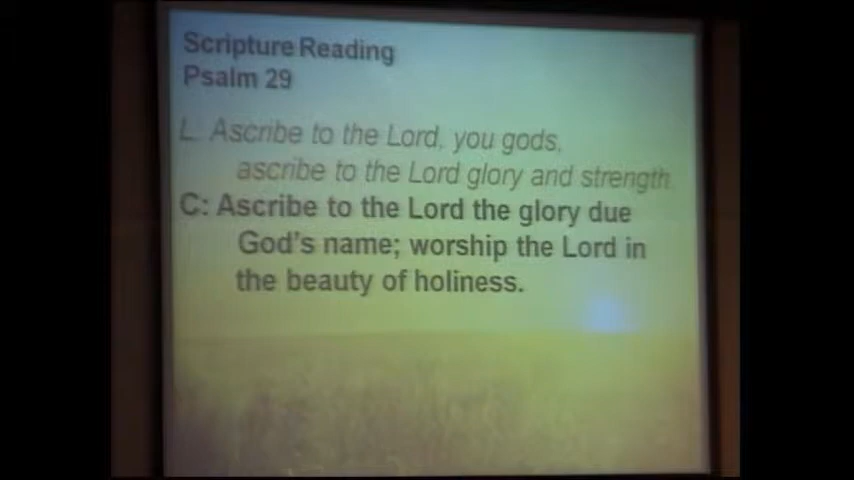 Scripture Reading
Psalm 29
L. Ascribe to the Lord, you gods,
ascribe to the Lord glory and strength.
C: Ascribe to the Lord the glory due
God's name; worship the Lord in
the beauty of holiness.